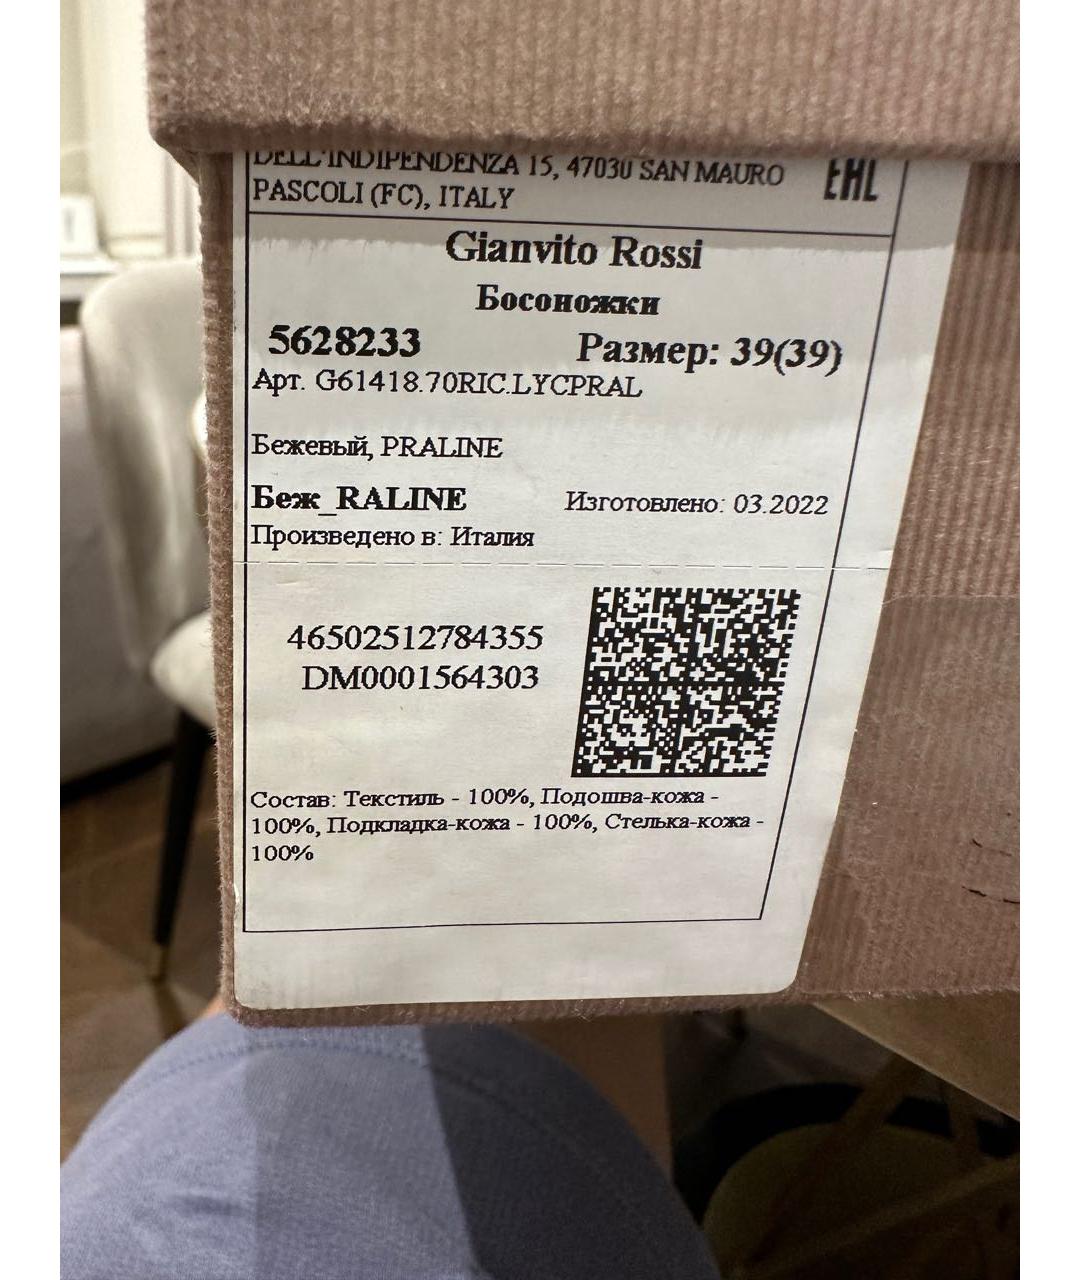 DELL'INDIPENDENZA 15, 47030 SAN MAURO
PASCOLI (FC), ITALY
EAC
Gianvito Rossi
Босоножки
5628233 Размер: 39(39)
Арт. G61418.70RIC.LYCPRAL
Бежевый, PRALINE
Беж_RALINE Изготовлено: 03.2022
Произведено в: Италия
46502512784355
DM0001564303
Состав: Текстиль - 100%, Подошва-кожа -
100%, Подкладка-кожа - 100%, Стелька-кожа -
100%